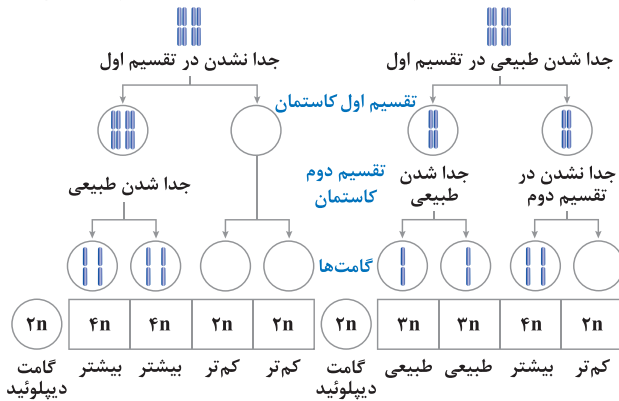 جدا شدن طبیعی در تقسیم اول
جدا نشدن در تقسیم اول
تقسیم اول کاستمان
جدا نشدن در
تقسیم دوم
جدا شدن
طبیعی
تقسیم دوم
کاستمان
جدا شدن طبیعی
گامت‌ها
۲n ۴n ۳n ۳n ۲n ۲n ۲n ۴n ۴n ۲n
کم‌تر بیشتر طبیعی طبیعی گامت دیپلوئید کم‌تر کم‌تر بیشتر بیشتر گامت دیپلوئید